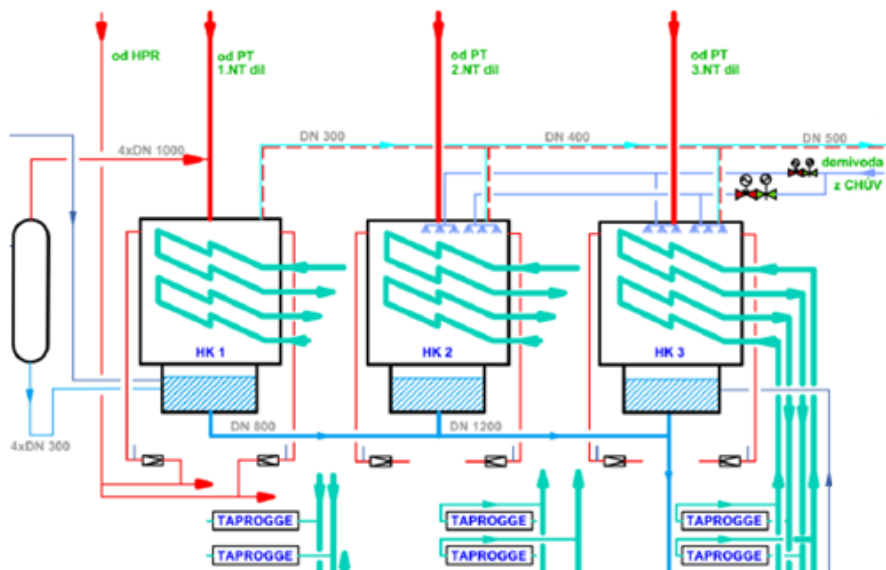 od HPR
od PT
1.NT díl
od PT
2.NT díl
od PT
3.NT díl
4xDN 1000
DN 300
DN 400
DN 500
demivoda
z CHÚV
HK 1
HK 2
HK 3
4xDN 300
DN 800
DN 1200
TAPROGGE
TAPROGGE
TAPROGGE
TAPROGGE
TAPROGGE
TAPROGGE